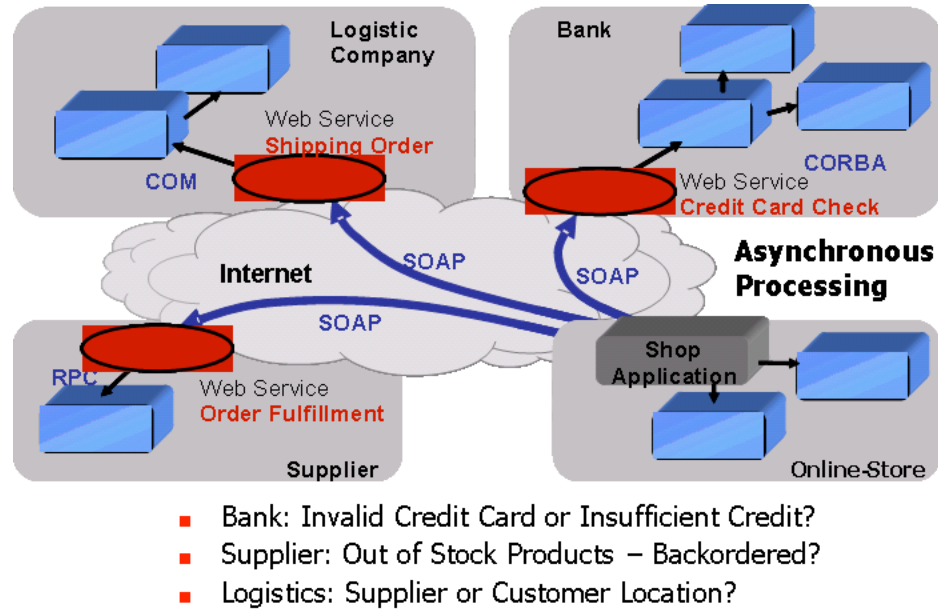 Logistic
Company
Bank
Web Service
Shipping Order
COM
CORBA
Web Service
Credit Card Check
Internet
SOAP
SOAP
SOAP
Asynchronous
Processing
RPC
Web Service
Order Fulfillment
Supplier
Shop
Application
Online-Store
▪ Bank: Invalid Credit Card or Insufficient Credit?
▪ Supplier: Out of Stock Products – Backordered?
▪ Logistics: Supplier or Customer Location?